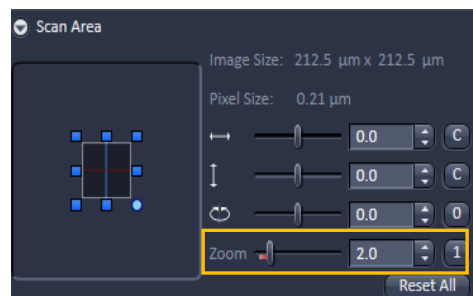 Scan Area
Image Size: 212.5 µm x 212.5 µm
Pixel Size: 0.21 µm
0.0 C
0.0 C
0.0 0
Zoom 2.0 1
Reset All